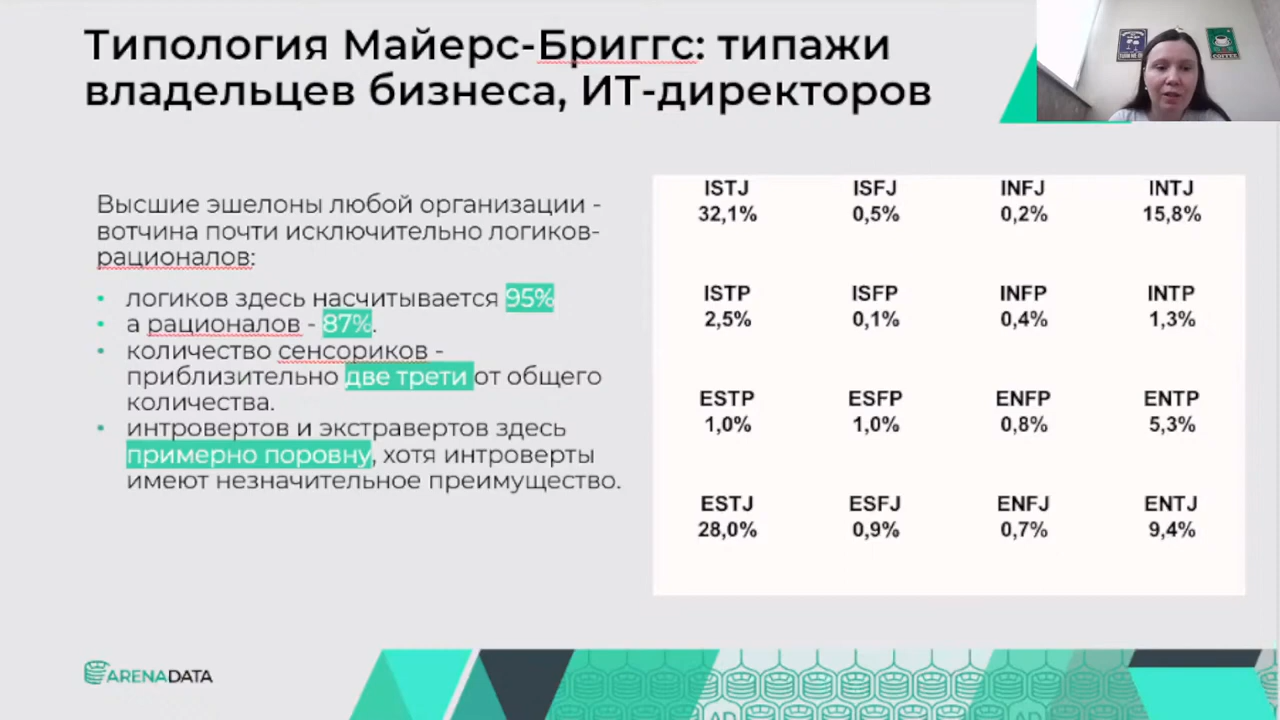 Типология Майерс-Бриггс: типажи
владельцев бизнеса, ИТ-директоров
Высшие эшелоны любой организации -
вотчина почти исключительно логиков-
рационалов:
• логиков здесь насчитывается 95%
• а рационалов - 87%.
• количество сенсориков -
приблизительно две трети от общего
количества.
• интровертов и экстравертов здесь
примерно поровну, хотя интроверты
имеют незначительное преимущество.
ISTJ ISFJ INFJ INTJ
32,1% 0,5% 0,2% 15,8%
ISTP ISFP INFP INTP
2,5% 0,1% 0,4% 1,3%
ESTP ESFP ENFP ENTP
1,0% 1,0% 0,8% 5,3%
ESTJ ESFJ ENFJ ENTJ
28,0% 0,9% 0,7% 9,4%
COFFEE
ARENADATA
AD AD